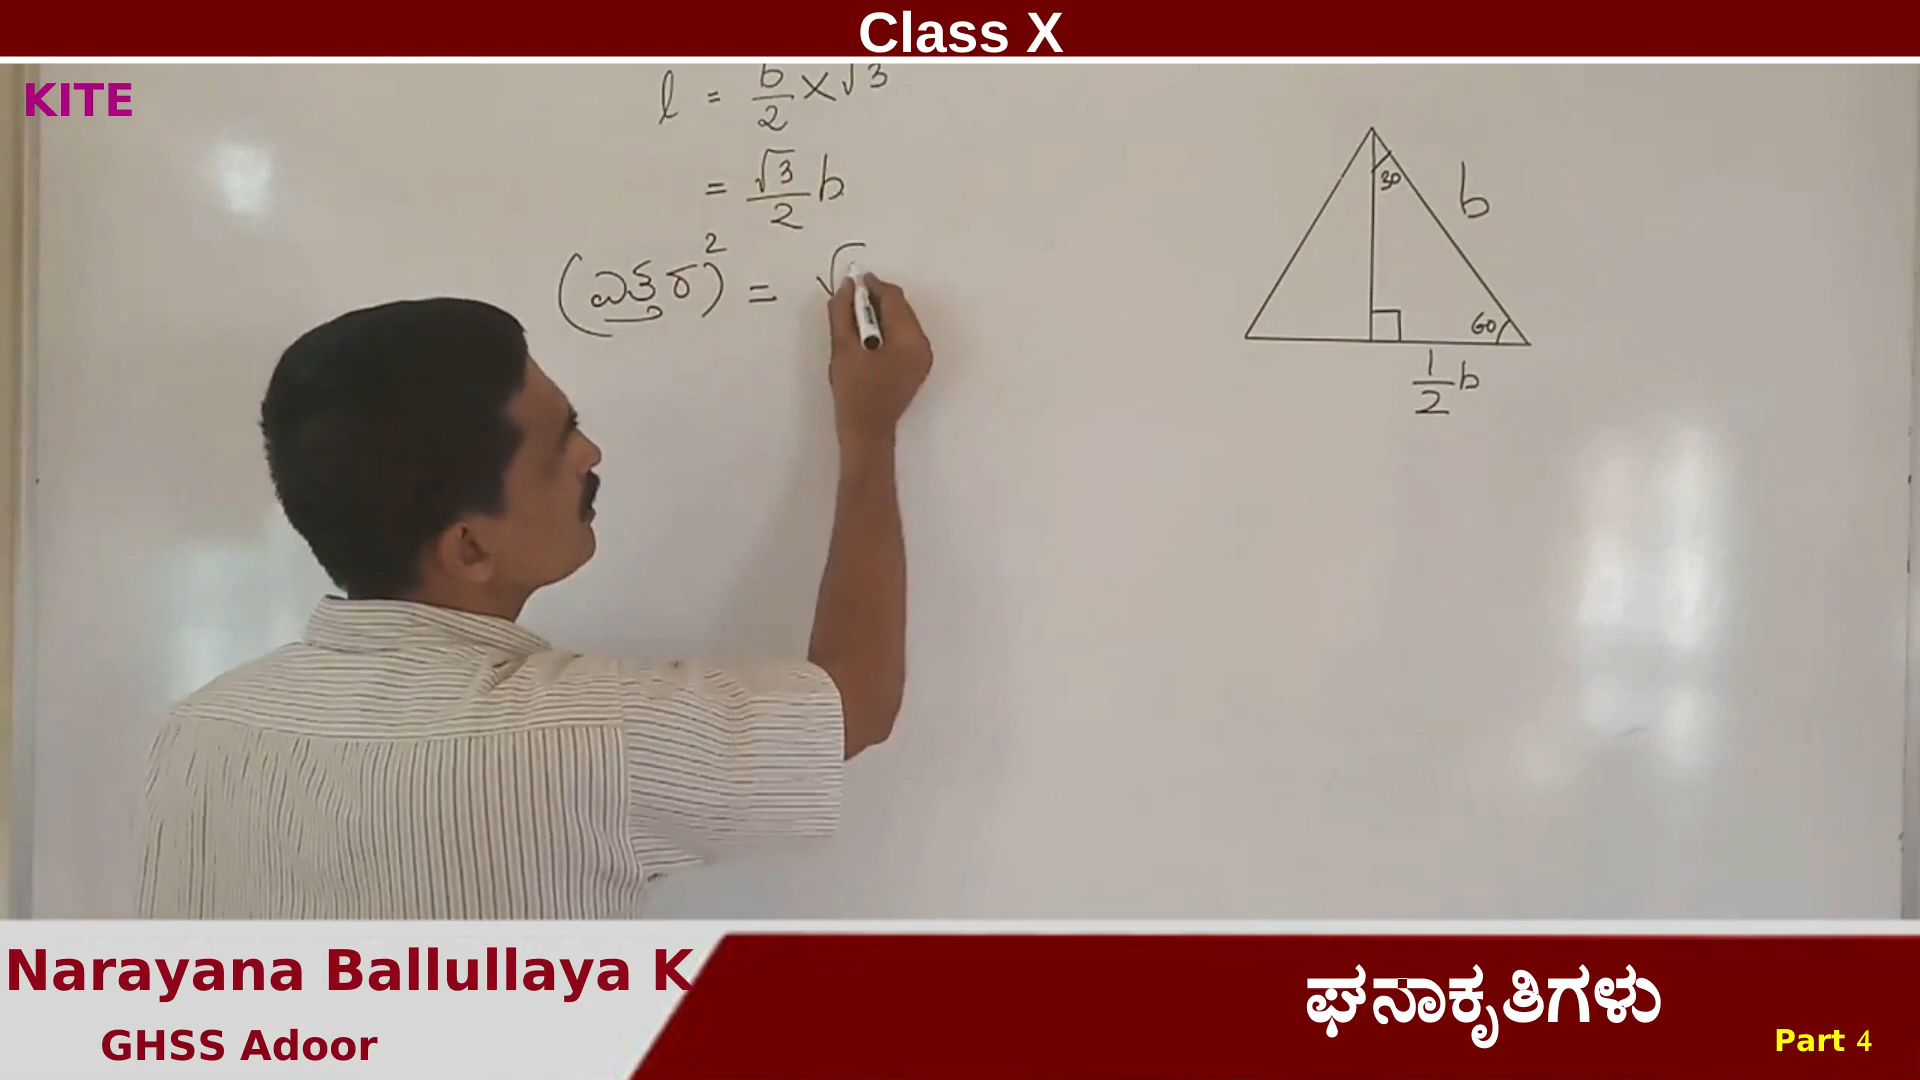 Class X
KITE
l = b/2 × √3
= √3/2 b
(ಎತ್ತರ)² = √
30
b
60
1/2 b
Narayana Ballullaya K
GHSS Adoor
ಘನಾಕೃತಿಗಳು
Part 4